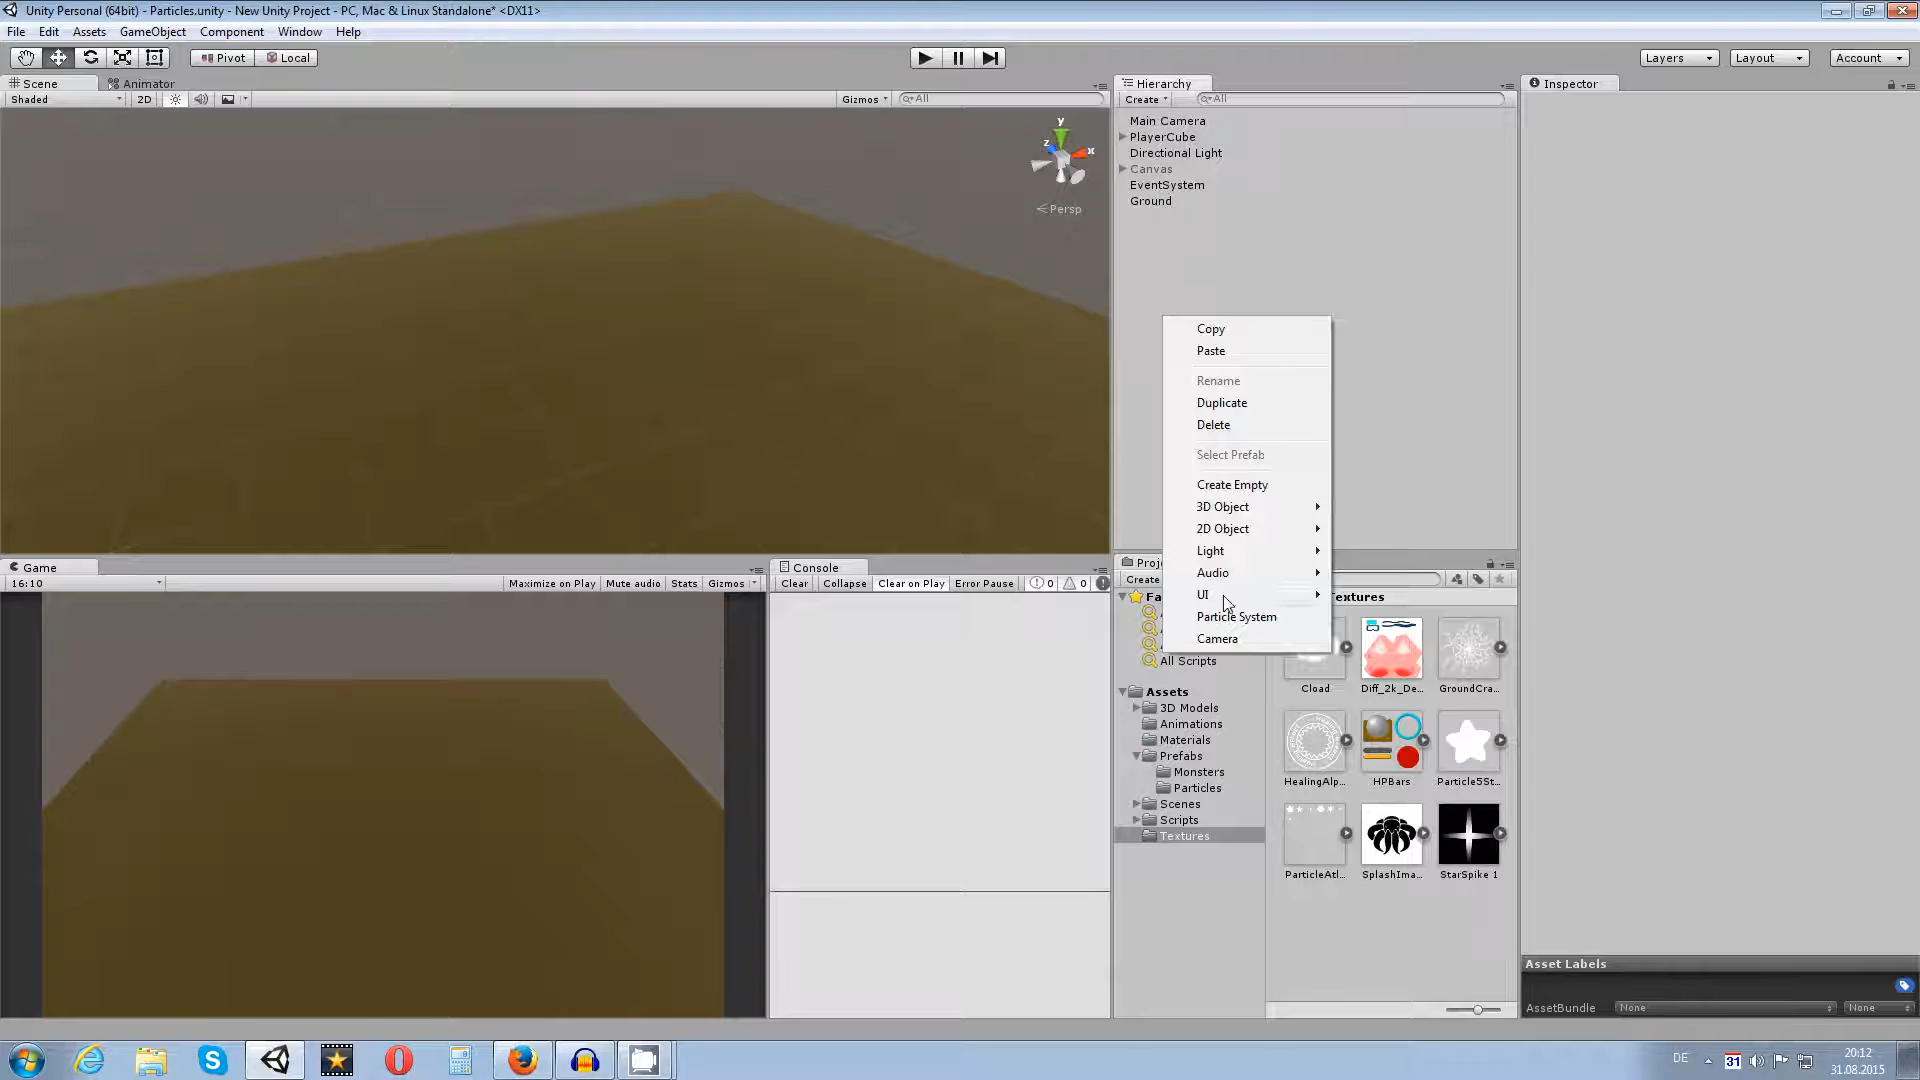 Unity Personal (64bit) - Particles.unity - New Unity Project - PC, Mac & Linux Standalone* <DX11>
File Edit Assets GameObject Component Window Help
Pivot Local Layers Layout Account
Scene Animator
Shaded 2D Gizmos All
y
z x
Persp
Hierarchy
Create All
Main Camera
PlayerCube
Directional Light
Canvas
EventSystem
Ground
Inspector
Copy
Paste
Rename
Duplicate
Delete
Select Prefab
Create Empty
3D Object
2D Object
Light
Audio
UI
Particle System
Camera
Game
16:10 Maximize on Play Mute audio Stats Gizmos
Console
Clear Collapse Clear on Play Error Pause 0 0
Proj
Create
Fa
All Scripts
Assets
3D Models
Animations
Materials
Prefabs
Monsters
Particles
Scenes
Scripts
Textures
Textures
Cload Diff_2k_De... GroundCra...
HealingAlp... HPBars Particle5St...
ParticleAtl... SplashIma... StarSpike 1
Asset Labels
AssetBundle None None
DE 31 20:12
31.08.2015